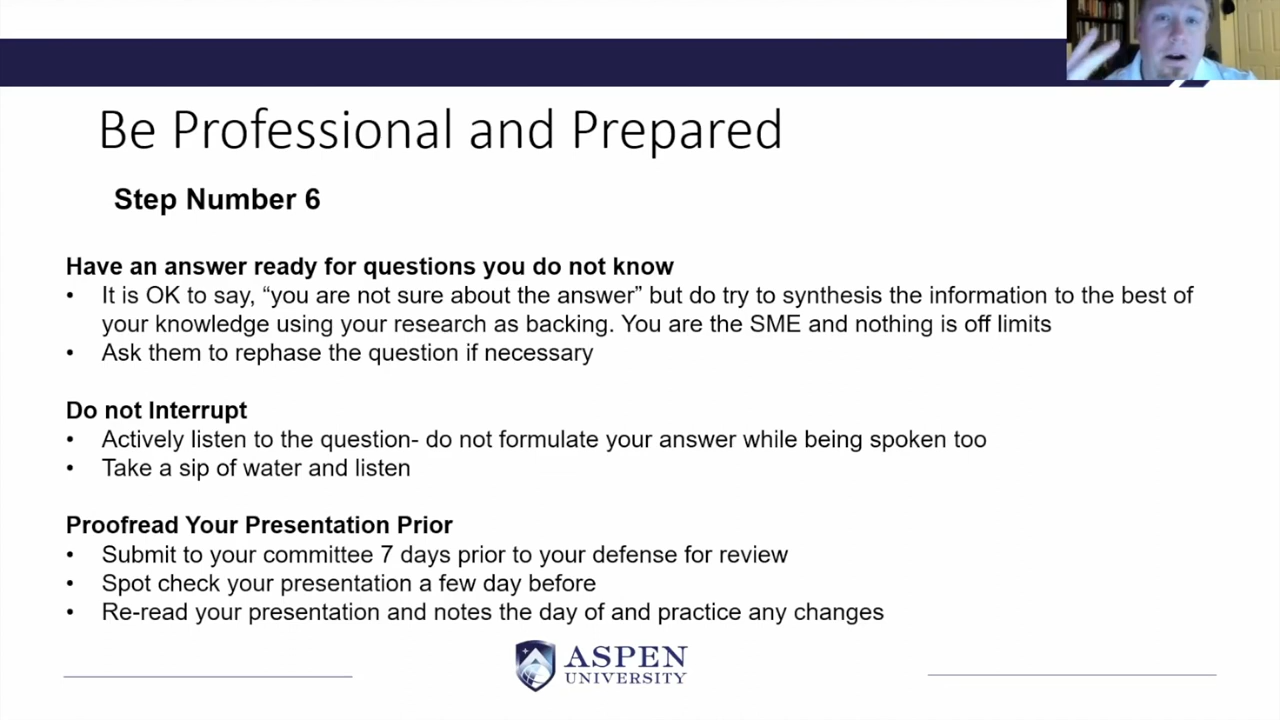 Be Professional and Prepared
Step Number 6
Have an answer ready for questions you do not know
• It is OK to say, “you are not sure about the answer” but do try to synthesis the information to the best of
your knowledge using your research as backing. You are the SME and nothing is off limits
• Ask them to rephase the question if necessary
Do not Interrupt
• Actively listen to the question- do not formulate your answer while being spoken too
• Take a sip of water and listen
Proofread Your Presentation Prior
• Submit to your committee 7 days prior to your defense for review
• Spot check your presentation a few day before
• Re-read your presentation and notes the day of and practice any changes
ASPEN
UNIVERSITY